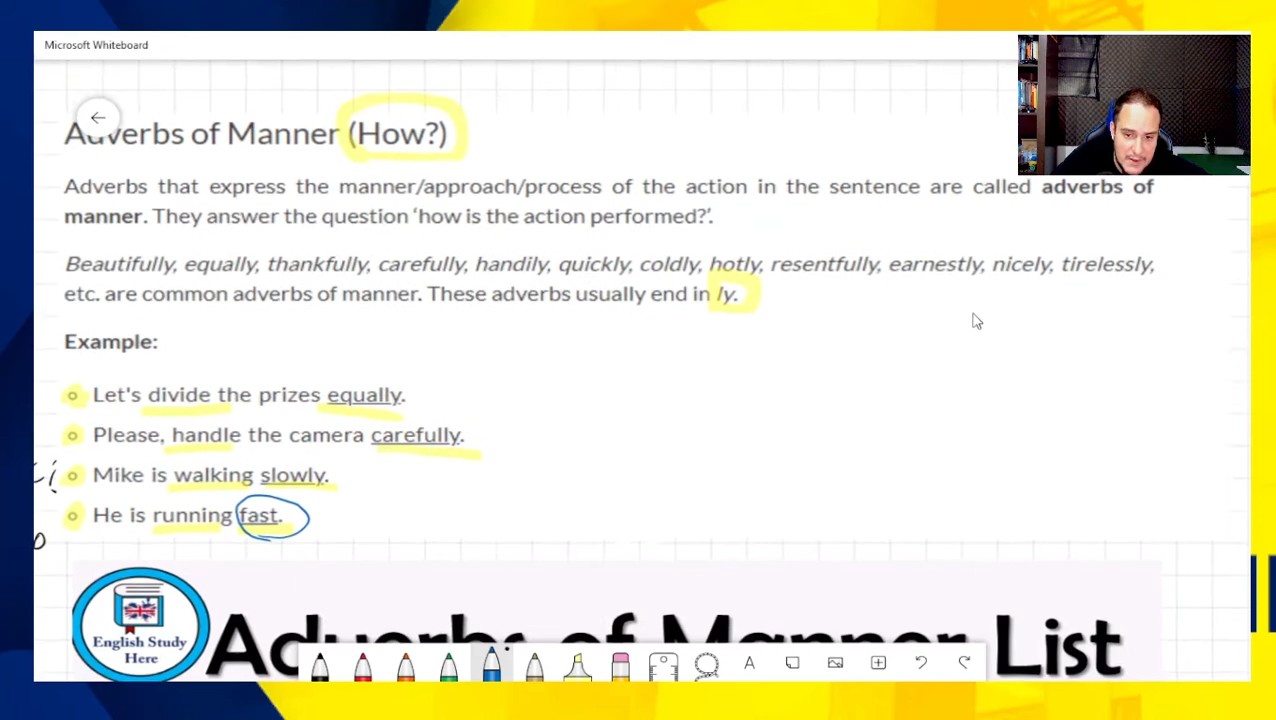 Microsoft Whiteboard
Adverbs of Manner (How?)
Adverbs that express the manner/approach/process of the action in the sentence are called adverbs of
manner. They answer the question ‘how is the action performed?’.
Beautifully, equally, thankfully, carefully, handily, quickly, coldly, hotly, resentfully, earnestly, nicely, tirelessly,
etc. are common adverbs of manner. These adverbs usually end in ly.
Example:
Let's divide the prizes equally.
Please, handle the camera carefully.
Mike is walking slowly.
He is running fast.
English Study
Here
Adverbs of Manner List
A